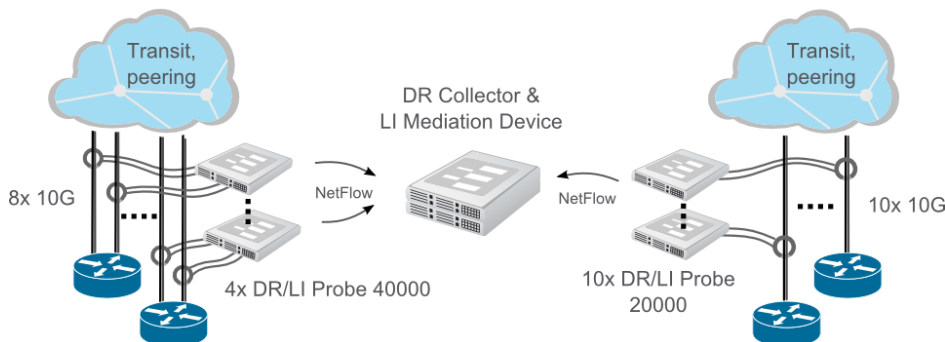 Transit,
peering
DR Collector &
LI Mediation Device
Transit,
peering
8x 10G
NetFlow
NetFlow
10x 10G
4x DR/LI Probe 40000
10x DR/LI Probe
20000